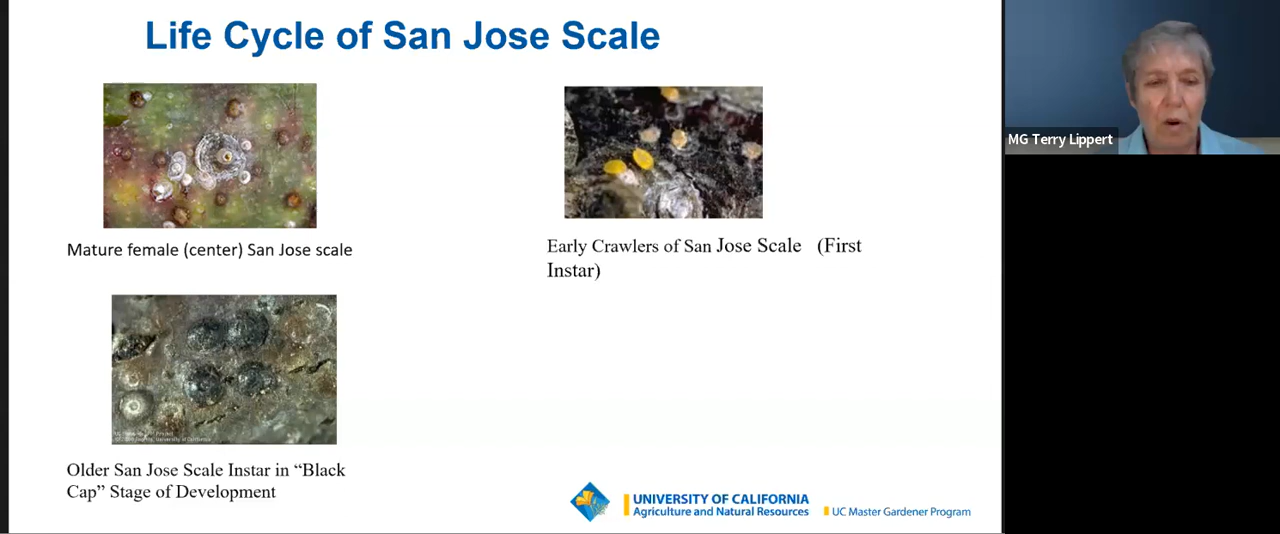 Life Cycle of San Jose Scale
MG Terry Lippert
Mature female (center) San Jose scale
Early Crawlers of San Jose Scale (First
Instar)
Older San Jose Scale Instar in “Black
Cap” Stage of Development
UNIVERSITY OF CALIFORNIA
Agriculture and Natural Resources
UC Master Gardener Program